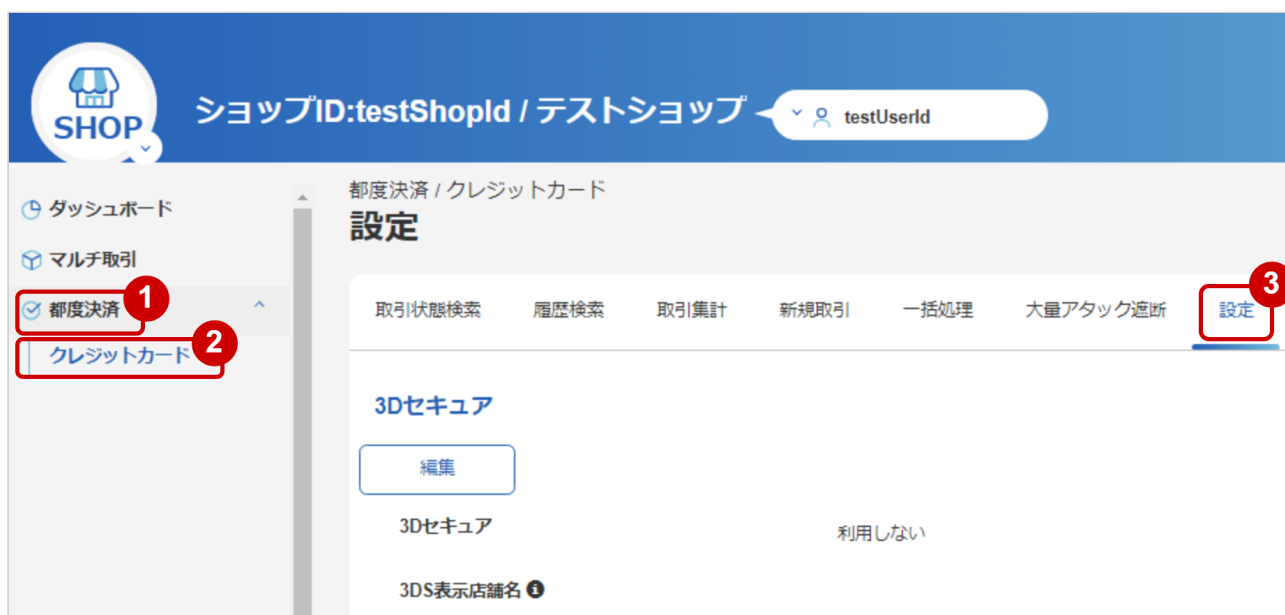 SHOP
ショップID:testShopId / テストショップ
testUserId
ダッシュボード
マルチ取引
都度決済
1
クレジットカード
2
都度決済 / クレジットカード
設定
取引状態検索 履歴検索 取引集計 新規取引 一括処理 大量アタック遮断 設定
3
3Dセキュア
編集
3Dセキュア 利用しない
3DS表示店舗名